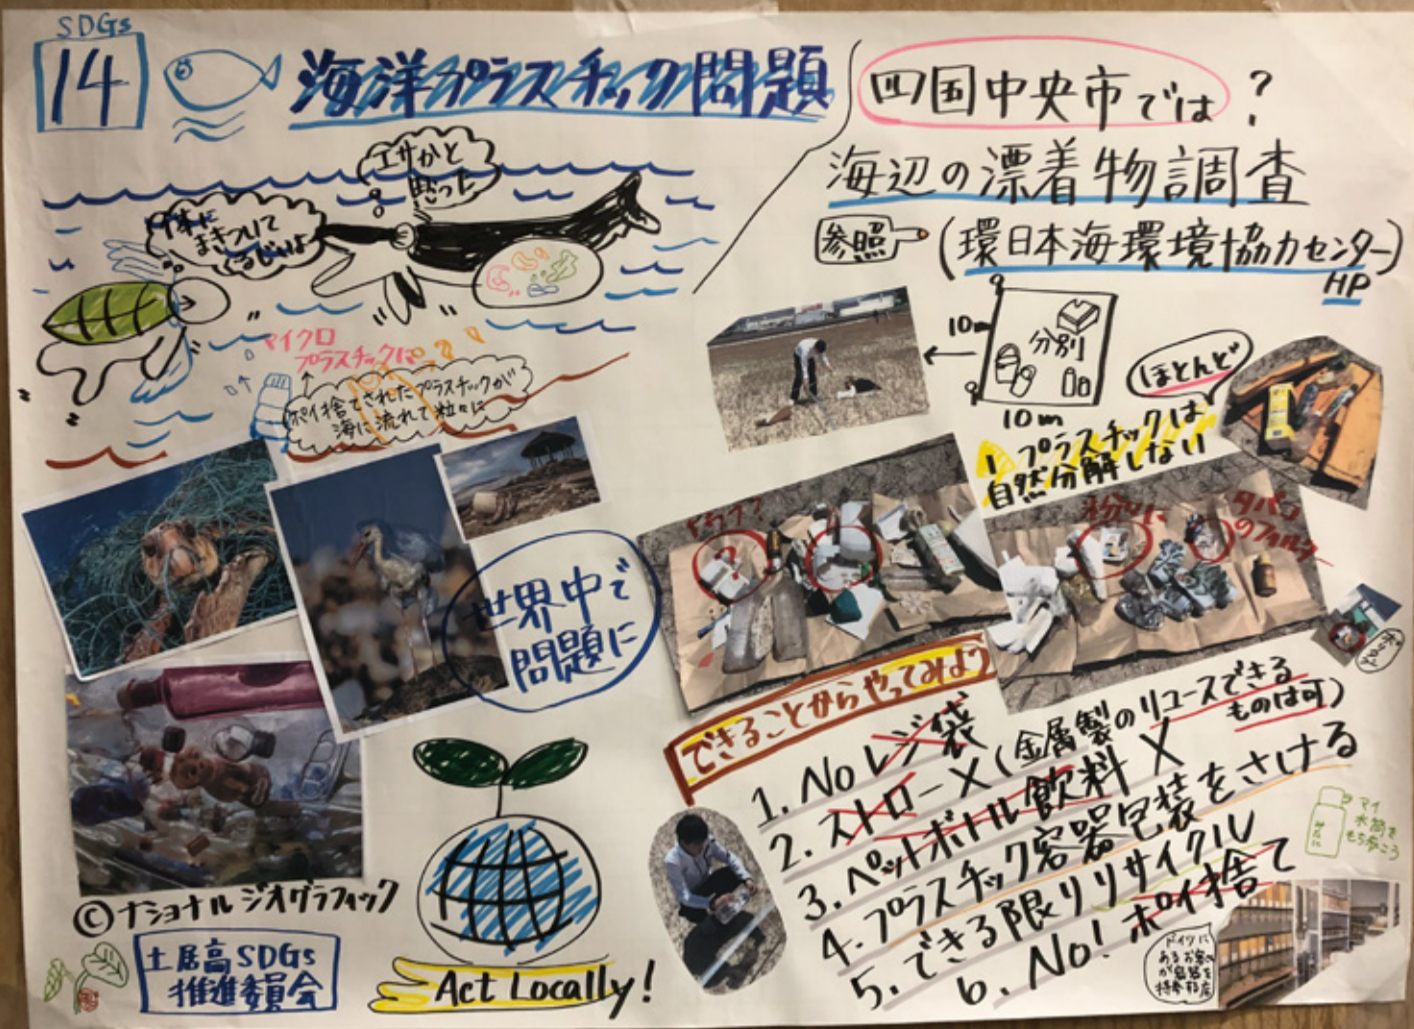 SDGs
14
海洋プラスチックの問題
エサかと
思った
体に
まきついて
マイクロ
プラスチックに
ポイ捨てされたプラスチックが
海に流れて粒々に
世界中で
問題に
©ナショナル ジオグラフィック
土居高SDGs
推進委員会
Act Locally!
四国中央市では?
海辺の漂着物調査
参照
(環日本海環境協力センター)
HP
10m
分別
10m
ほとんど
プラスチックは
自然分解しない
?
粉々に
タバコ
のフィルター
できることからやってみよう
1. No レジ袋
2. ストロー X (金属製のリユースできる
ものは可)
3. ペットボトル飲料 X
4. プラスチック容器包装をさける
5. できる限りリサイクル
6. No! ポイ捨て
マイ
水筒を
もち歩こう